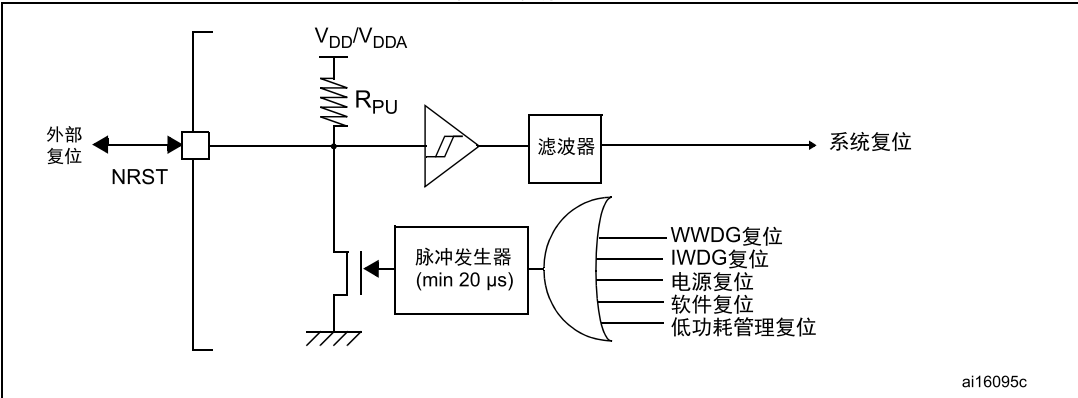 VDD/VDDA
RPU
外部
复位
NRST
滤波器
系统复位
脉冲发生器
(min 20 µs)
WWDG复位
IWDG复位
电源复位
软件复位
低功耗管理复位
ai16095c